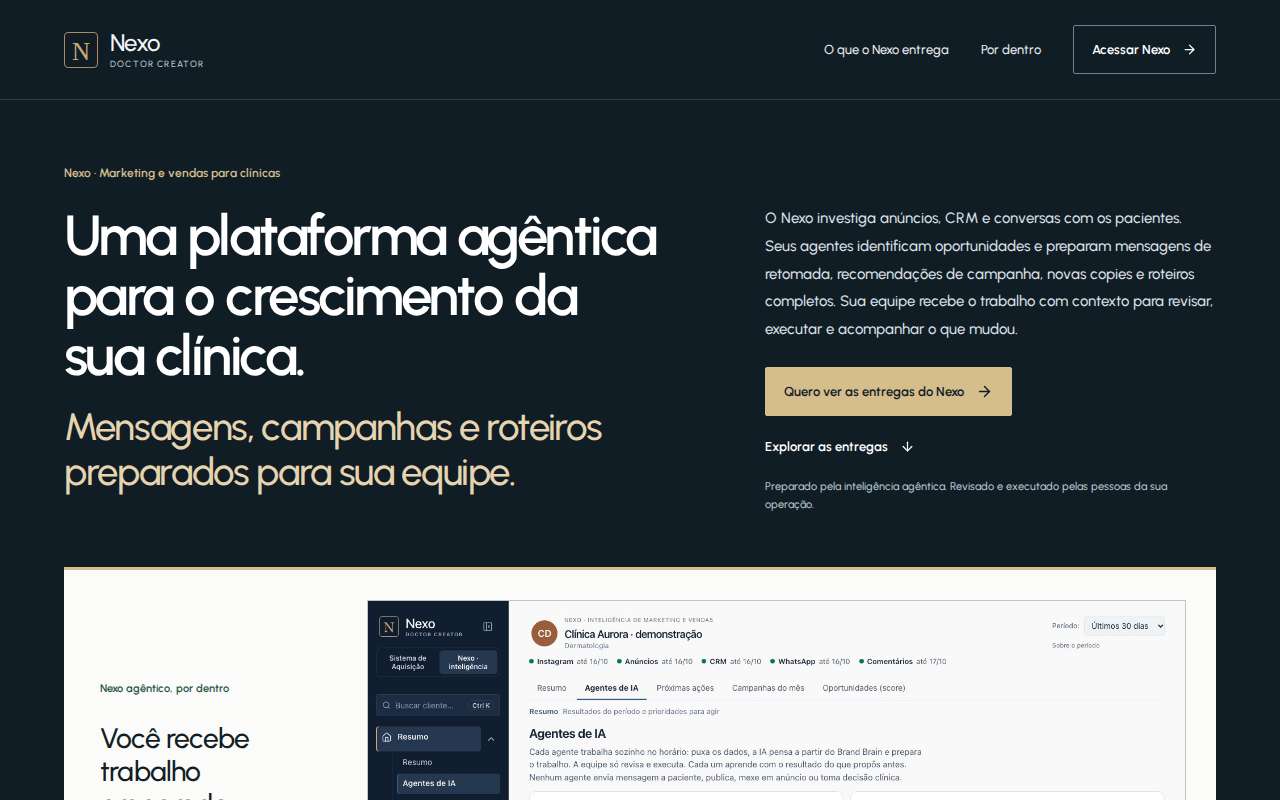 N
Nexo
DOCTOR CREATOR
O que o Nexo entrega
Por dentro
Acessar Nexo
Nexo · Marketing e vendas para clínicas
Uma plataforma agêntica
para o crescimento da
sua clínica.
Mensagens, campanhas e roteiros
preparados para sua equipe.
O Nexo investiga anúncios, CRM e conversas com os pacientes.
Seus agentes identificam oportunidades e preparam mensagens de
retomada, recomendações de campanha, novas copies e roteiros
completos. Sua equipe recebe o trabalho com contexto para revisar,
executar e acompanhar o que mudou.
Quero ver as entregas do Nexo
Explorar as entregas
Preparado pela inteligência agêntica. Revisado e executado pelas pessoas da sua
operação.
Nexo agêntico, por dentro
Você recebe
trabalho
N
Nexo
DOCTOR CREATOR
Sistema de
Aquisição
Nexo ·
inteligência
Buscar cliente...
Ctrl K
Resumo
Resumo
Agentes de IA
CD
NEXO · INTELIGÊNCIA DE MARKETING E VENDAS
Clínica Aurora · demonstração
Dermatologia
Período:
Últimos 30 dias
Sobre o período
Instagram até 16/10
Anúncios até 16/10
CRM até 16/10
WhatsApp até 16/10
Comentários até 17/10
Resumo
Agentes de IA
Próximas ações
Campanhas do mês
Oportunidades (score)
Resumo Resultados do período e prioridades para agir
Agentes de IA
Cada agente trabalha sozinho no horário: puxa os dados, a IA pensa a partir do Brand Brain e prepara
o trabalho. A equipe só revisa e executa. Cada um aprende com o resultado do que propôs antes.
Nenhum agente envia mensagem a paciente, publica, mexe em anúncio ou toma decisão clínica.